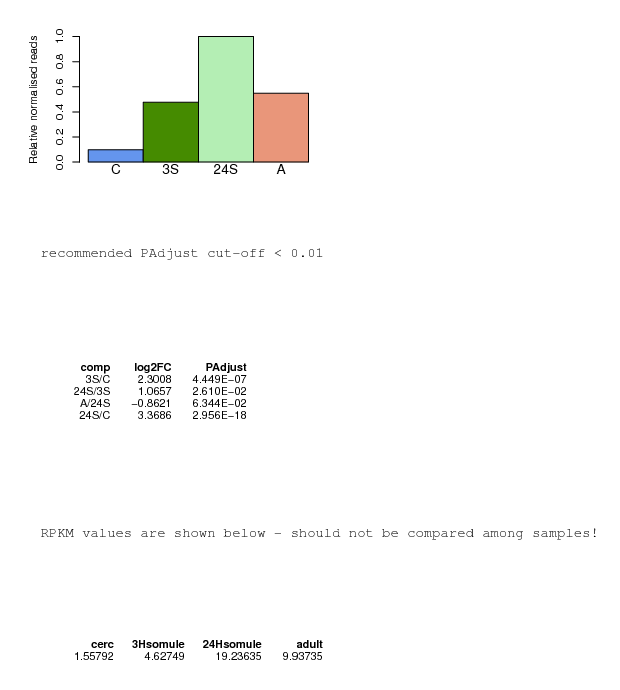 Relative normalised reads
1.0
0.8
0.6
0.4
0.2
0.0
C 3S 24S A
recommended PAdjust cut-off < 0.01
comp log2FC PAdjust
3S/C 2.3008 4.449E-07
24S/3S 1.0657 2.610E-02
A/24S -0.8621 6.344E-02
24S/C 3.3686 2.956E-18
RPKM values are shown below - should not be compared among samples!
cerc 3Hsomule 24Hsomule adult
1.55792 4.62749 19.23635 9.93735